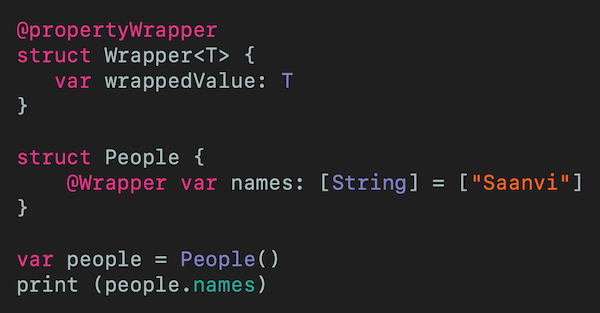 @propertyWrapper
struct Wrapper<T> {
   var wrappedValue: T
}

struct People {
    @Wrapper var names: [String] = ["Saanvi"]
}

var people = People()
print (people.names)